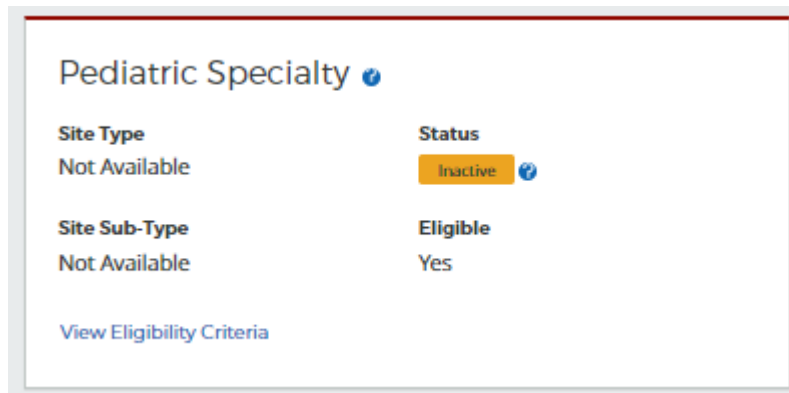 Pediatric Specialty ?
Site Type
Not Available
Status
Inactive ?
Site Sub-Type
Not Available
Eligible
Yes
View Eligibility Criteria